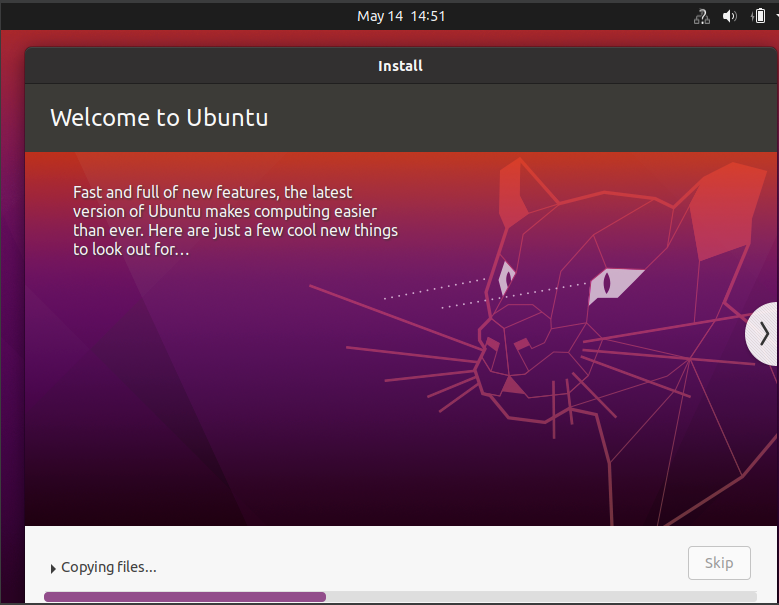 May 14 14:51
Install
Welcome to Ubuntu
Fast and full of new features, the latest
version of Ubuntu makes computing easier
than ever. Here are just a few cool new things
to look out for…
Copying files...
Skip